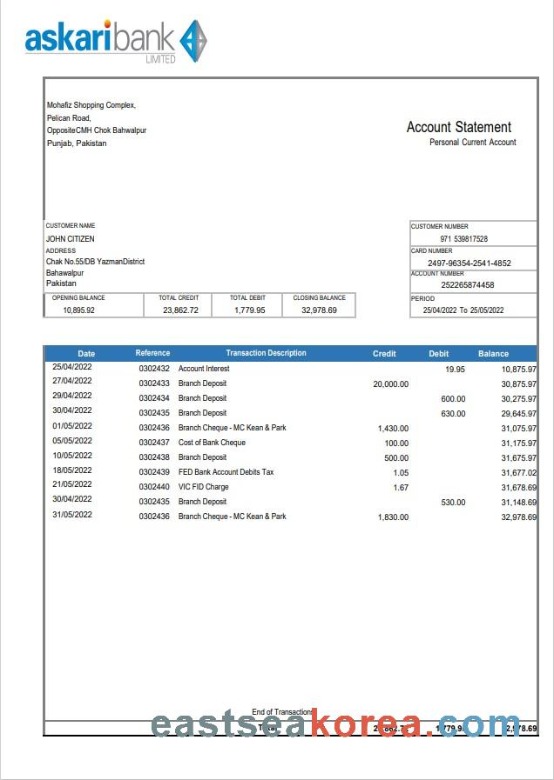 askaribank
LIMITED
Mohafiz Shopping Complex,
Pelican Road,
OppositeCMH Chok Bahwalpur
Punjab, Pakistan
Account Statement
Personal Current Account
CUSTOMER NAME
JOHN CITIZEN
ADDRESS
Chak No.55/DB YazmanDistrict
Bahawalpur
Pakistan
CUSTOMER NUMBER
971 539817528
CARD NUMBER
2497-96354-2541-4852
ACCOUNT NUMBER
252265874458
PERIOD
25/04/2022 To 25/05/2022
OPENING BALANCE TOTAL CREDIT TOTAL DEBIT CLOSING BALANCE
10,895.92 23,862.72 1,779.95 32,978.69
Date Reference Transaction Description Credit Debit Balance
25/04/2022 0302432 Account Interest 19.95 10,875.97
27/04/2022 0302433 Branch Deposit 20,000.00 30,875.97
29/04/2022 0302434 Branch Deposit 600.00 30,275.97
30/04/2022 0302435 Branch Deposit 630.00 29,645.97
01/05/2022 0302436 Branch Cheque - MC Kean & Park 1,430.00 31,075.97
05/05/2022 0302437 Cost of Bank Cheque 100.00 31,175.97
10/05/2022 0302438 Branch Deposit 500.00 31,675.97
18/05/2022 0302439 FED Bank Account Debits Tax 1.05 31,677.02
21/05/2022 0302440 VIC FID Charge 1.67 31,678.69
30/04/2022 0302435 Branch Deposit 530.00 31,148.69
31/05/2022 0302436 Branch Cheque - MC Kean & Park 1,830.00 32,978.69
End of Transactions
eastseakorea.com